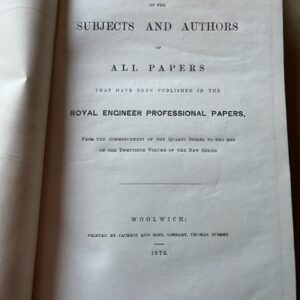 OF THE
SUBJECTS AND AUTHORS
OF
ALL PAPERS
THAT HAVE BEEN PUBLISHED IN THE
ROYAL ENGINEER PROFESSIONAL PAPERS,
FROM THE COMMENCEMENT OF THE QUARTO SERIES TO THE END
OF THE TWENTIETH VOLUME OF THE NEW SERIES
WOOLWICH:
PRINTED BY JACKSON AND SONS, LIBRARY, THOMAS STREET.
1873.